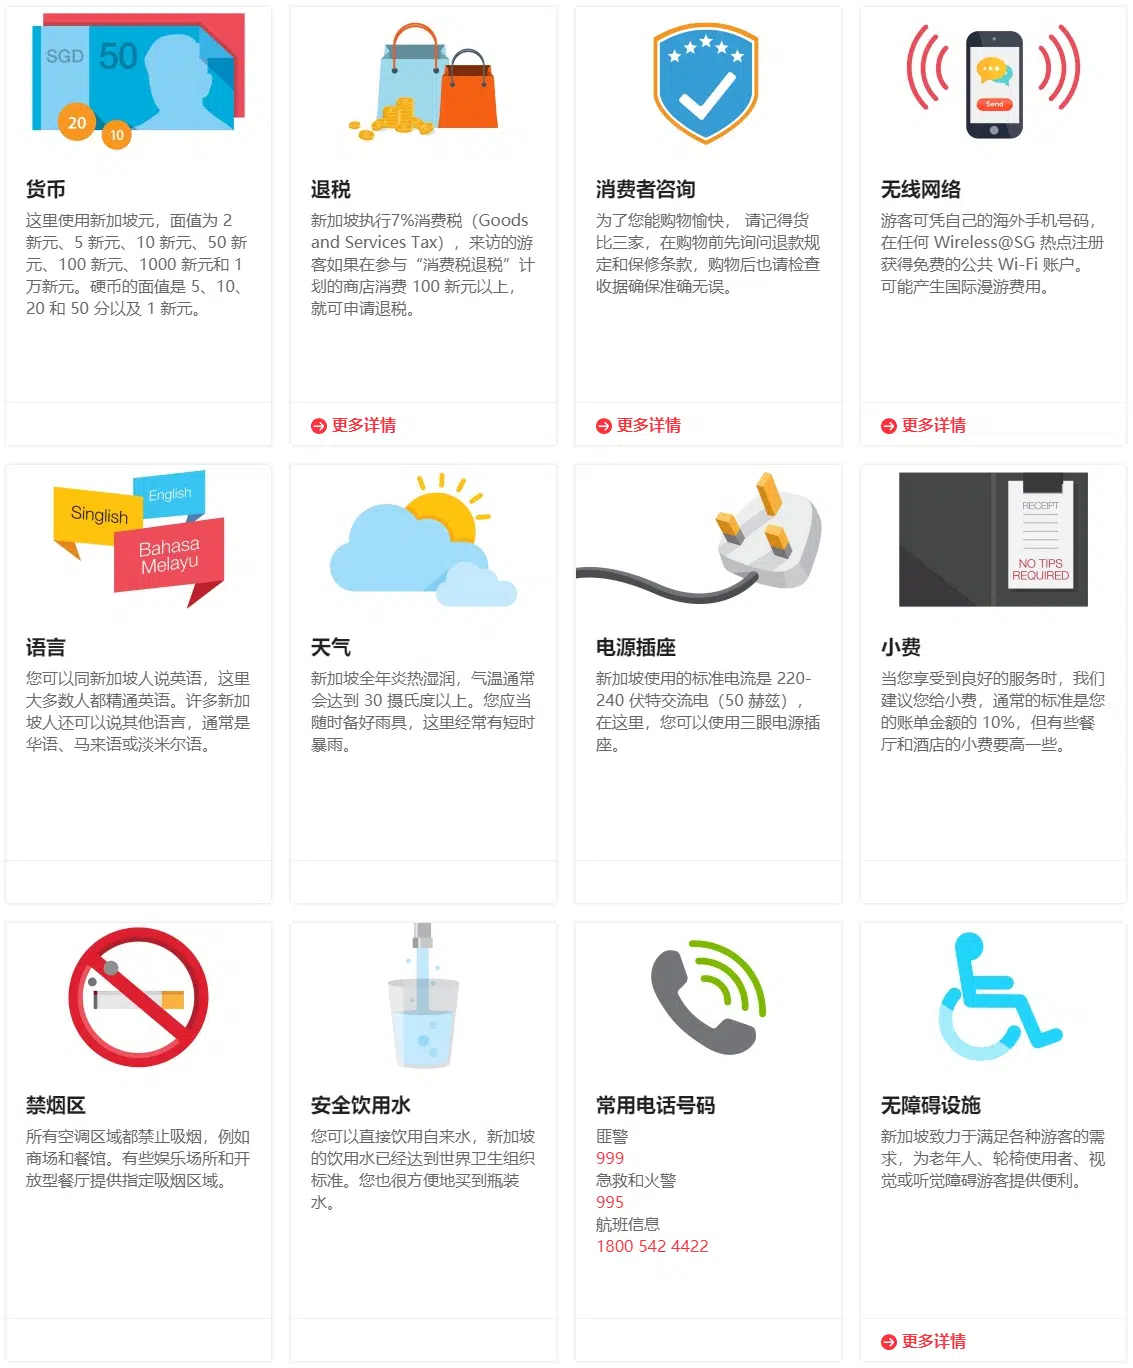 SGD 50
20
10
货币
这里使用新加坡元，面值为 2
新元、5 新元、10 新元、50 新
元、100 新元、1000 新元和 1
万新元。硬币的面值是 5、10、
20 和 50 分以及 1 新元。
退税
新加坡执行7%消费税（Goods
and Services Tax），来访的游
客如果在参与“消费税退税”计
划的商店消费 100 新元以上，
就可申请退税。
更多详情
消费者咨询
为了您能购物愉快， 请记得货
比三家，在购物前先询问退款规
定和保修条款，购物后也请检查
收据确保准确无误。
更多详情
Send
无线网络
游客可凭自己的海外手机号码，
在任何 Wireless@SG 热点注册
获得免费的公共 Wi-Fi 账户。
可能产生国际漫游费用。
更多详情
English
Singlish
Bahasa
Melayu
语言
您可以同新加坡人说英语，这里
大多数人都精通英语。许多新加
坡人还可以说其他语言，通常是
华语、马来语或淡米尔语。
天气
新加坡全年炎热湿润，气温通常
会达到 30 摄氏度以上。您应当
随时备好雨具，这里经常有短时
暴雨。
电源插座
新加坡使用的标准电流是 220-
240 伏特交流电（50 赫兹），
在这里，您可以使用三眼电源插
座。
RECEIPT
NO TIPS
REQUIRED
小费
当您享受到良好的服务时，我们
建议您给小费，通常的标准是您
的账单金额的 10%，但有些餐
厅和酒店的小费要高一些。
禁烟区
所有空调区域都禁止吸烟，例如
商场和餐馆。有些娱乐场所和开
放型餐厅提供指定吸烟区域。
安全饮用水
您可以直接饮用自来水，新加坡
的饮用水已经达到世界卫生组织
标准。您也很方便地买到瓶装
水。
常用电话号码
匪警
999
急救和火警
995
航班信息
1800 542 4422
无障碍设施
新加坡致力于满足各种游客的需
求，为老年人、轮椅使用者、视
觉或听觉障碍游客提供便利。
更多详情